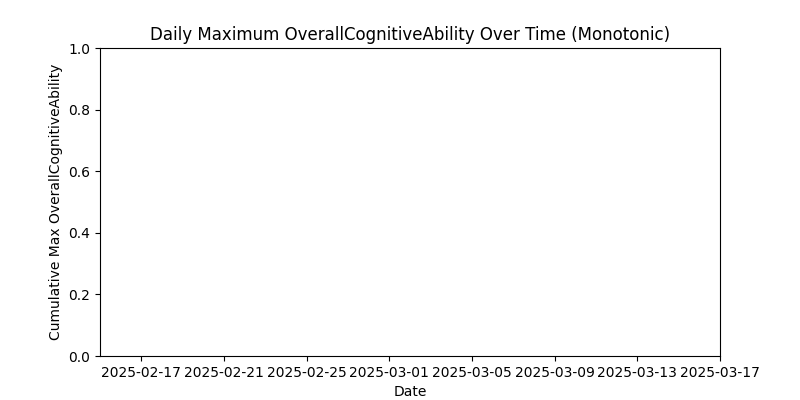 Daily Maximum OverallCognitiveAbility Over Time (Monotonic)
Cumulative Max OverallCognitiveAbility
1.0
0.8
0.6
0.4
0.2
0.0
2025-02-17 2025-02-21 2025-02-25 2025-03-01 2025-03-05 2025-03-09 2025-03-13 2025-03-17
Date